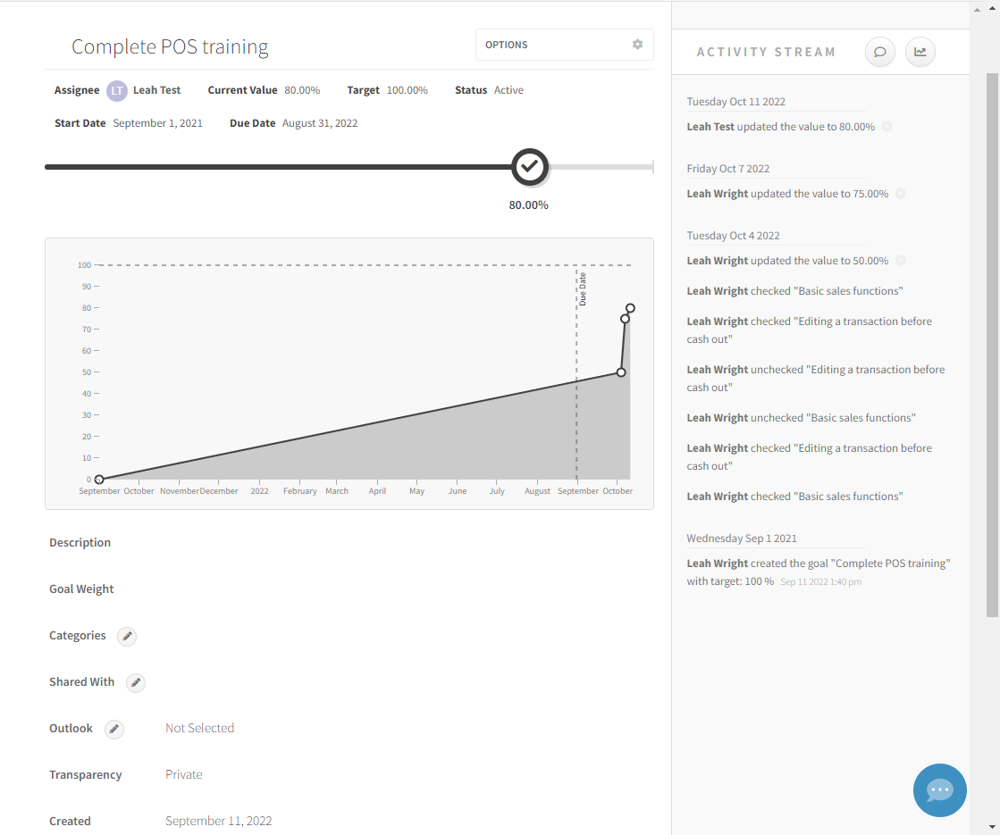 Complete POS training
OPTIONS
Assignee LT Leah Test Current Value 80.00% Target 100.00% Status Active
Start Date September 1, 2021 Due Date August 31, 2022
80.00%
100
90
80
70
60
50
40
30
20
10
0
Due Date
September October November December 2022 February March April May June July August September October
Description
Goal Weight
Categories
Shared With
Outlook Not Selected
Transparency Private
Created September 11, 2022
ACTIVITY STREAM
Tuesday Oct 11 2022
Leah Test updated the value to 80.00%
Friday Oct 7 2022
Leah Wright updated the value to 75.00%
Tuesday Oct 4 2022
Leah Wright updated the value to 50.00%
Leah Wright checked "Basic sales functions"
Leah Wright checked "Editing a transaction before
cash out"
Leah Wright unchecked "Editing a transaction before
cash out"
Leah Wright unchecked "Basic sales functions"
Leah Wright checked "Editing a transaction before
cash out"
Leah Wright checked "Basic sales functions"
Wednesday Sep 1 2021
Leah Wright created the goal "Complete POS training"
with target: 100 % Sep 11 2022 1:40 pm